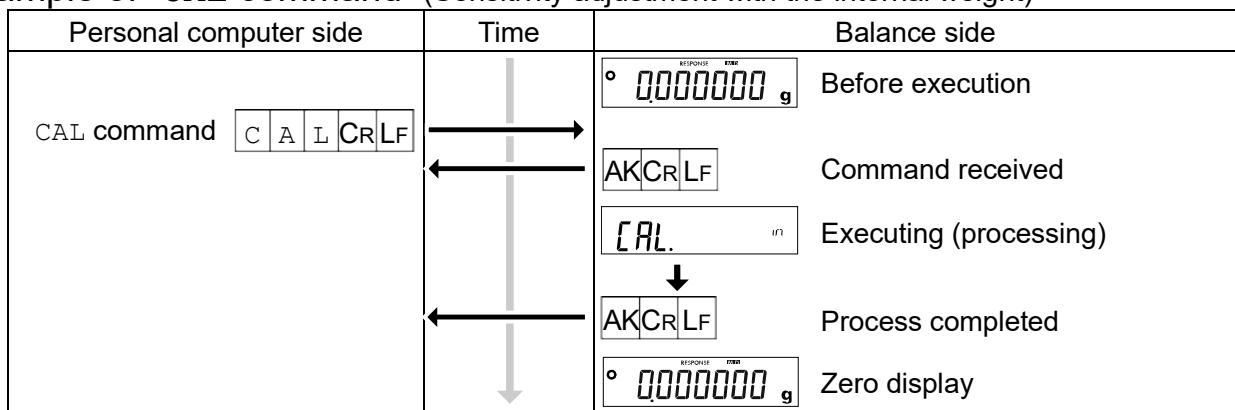 Personal computer side Time Balance side
RESPONSE
0.000000 g Before execution
CAL command C A L CR LF
AK CR LF Command received
CAL. in Executing (processing)
AK CR LF Process completed
RESPONSE
0.000000 g Zero display